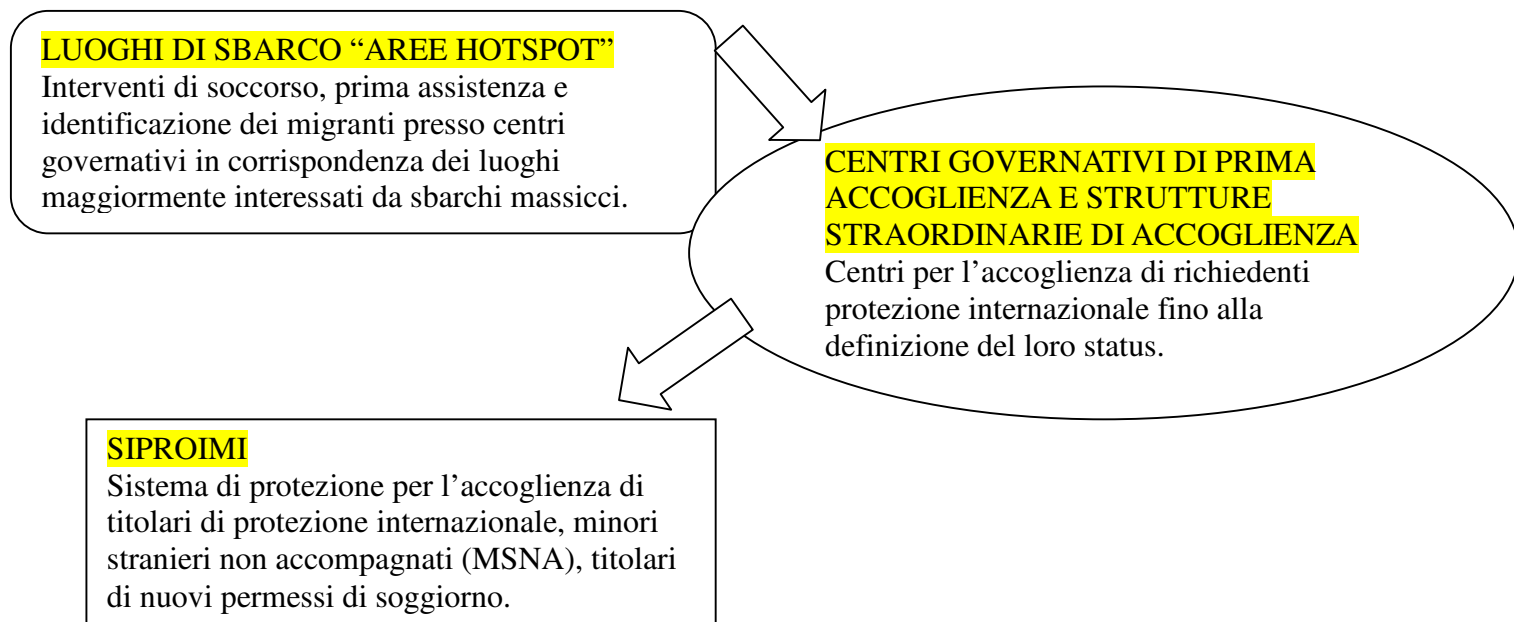 LUOGHI DI SBARCO “AREE HOTSPOT”
Interventi di soccorso, prima assistenza e
identificazione dei migranti presso centri
governativi in corrispondenza dei luoghi
maggiormente interessati da sbarchi massicci.
CENTRI GOVERNATIVI DI PRIMA
ACCOGLIENZA E STRUTTURE
STRAORDINARIE DI ACCOGLIENZA
Centri per l’accoglienza di richiedenti
protezione internazionale fino alla
definizione del loro status.
SIPROIMI
Sistema di protezione per l’accoglienza di
titolari di protezione internazionale, minori
stranieri non accompagnati (MSNA), titolari
di nuovi permessi di soggiorno.